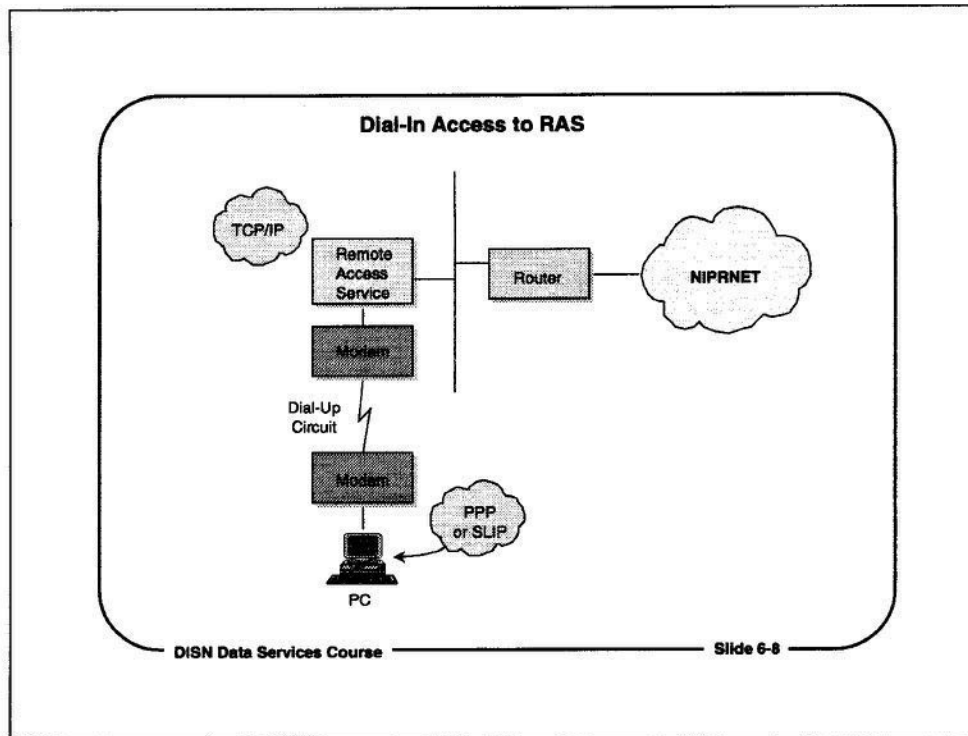 Dial-In Access to RAS
TCP/IP
Remote
Access
Service
Router
NIPRNET
Modem
Dial-Up
Circuit
Modem
PPP
or SLIP
PC
DISN Data Services Course
Slide 6-8